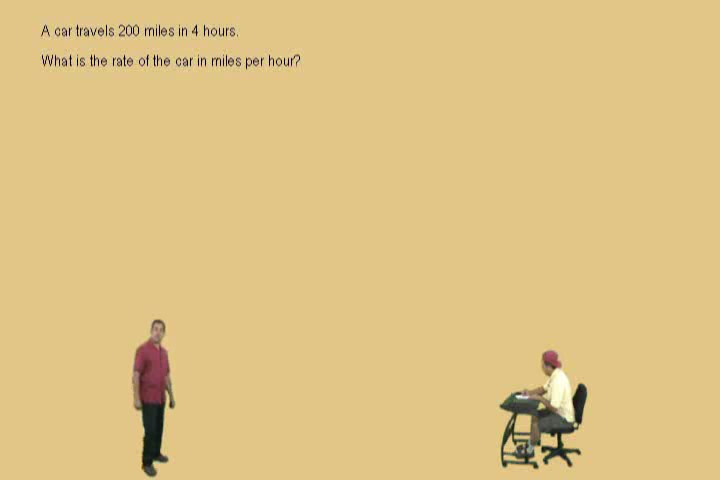 A car travels 200 miles in 4 hours.
What is the rate of the car in miles per hour?